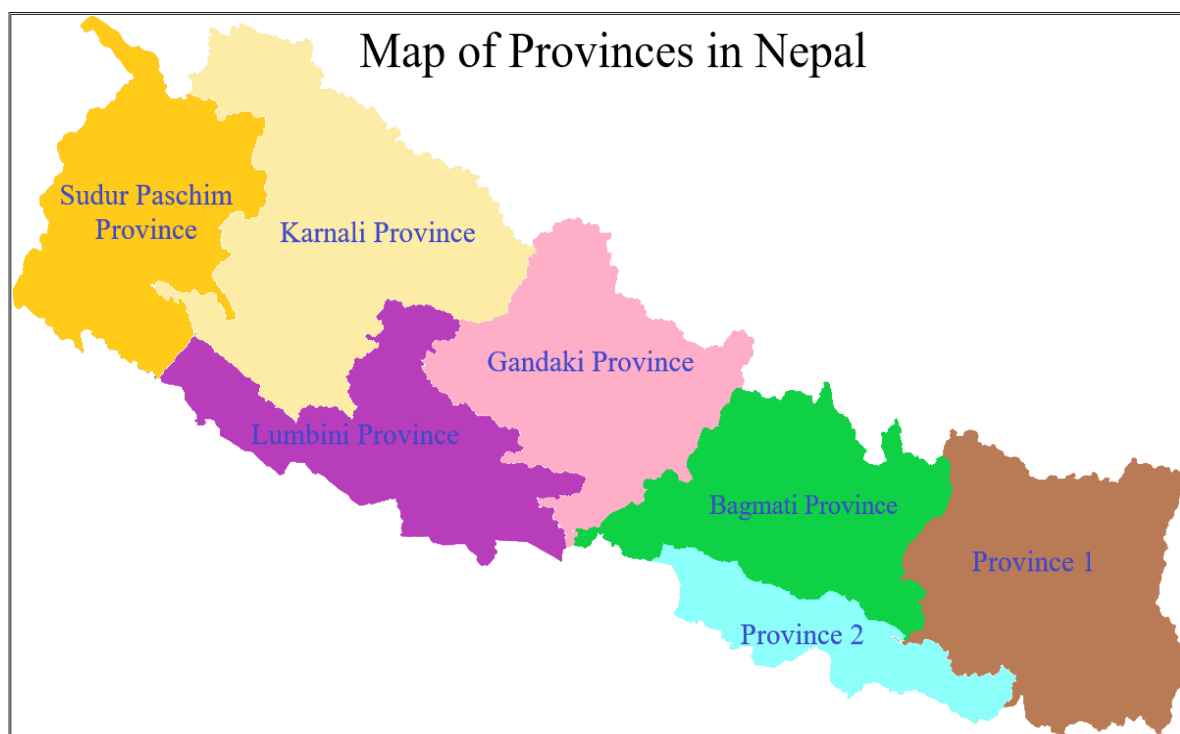 Map of Provinces in Nepal
Sudur Paschim
Province
Karnali Province
Gandaki Province
Lumbini Province
Bagmati Province
Province 1
Province 2